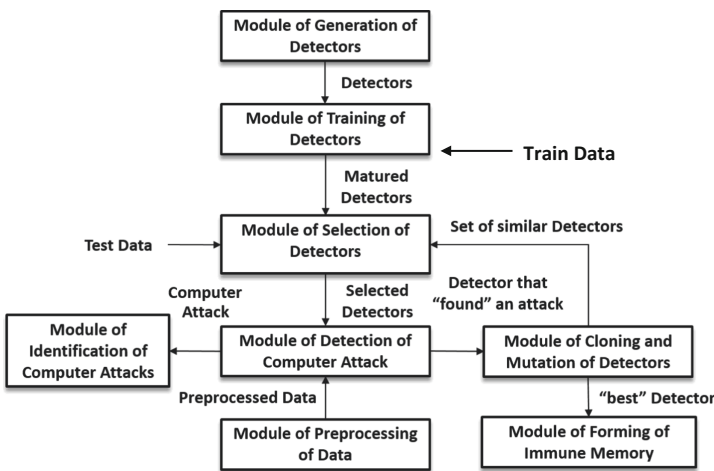 Module of Generation of
Detectors
Detectors
Module of Training of
Detectors
Train Data
Matured
Detectors
Module of Selection of
Detectors
Test Data
Set of similar Detectors
Computer
Attack
Selected
Detectors
Detector that
“found” an attack
Module of
Identification of
Computer Attacks
Module of Detection of
Computer Attack
Module of Cloning and
Mutation of Detectors
Preprocessed Data
“best” Detector
Module of Preprocessing
of Data
Module of Forming of
Immune Memory